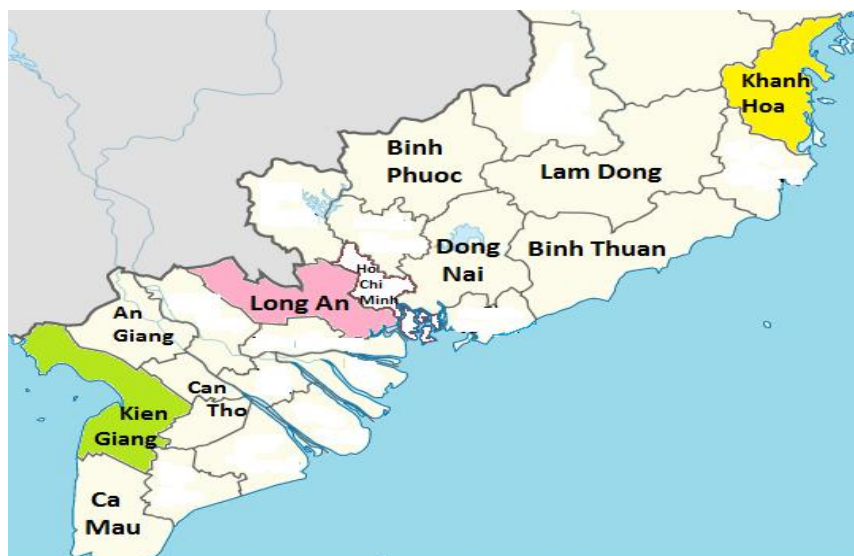 Khanh
Hoa
Binh
Phuoc
Lam Dong
Dong
Nai
Binh Thuan
Hoi
Chi
Minh
Long An
An
Giang
Can
Tho
Kien
Giang
Ca
Mau